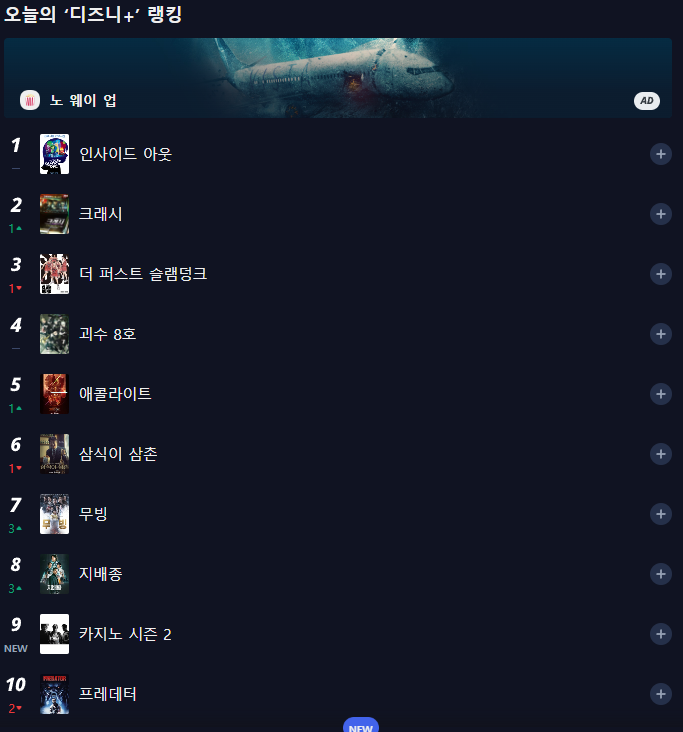 오늘의 ‘디즈니+’ 랭킹
노 웨이 업
AD
1
인사이드 아웃
—
2
크래시
1▲
3
더 퍼스트 슬램덩크
1▼
4
괴수 8호
—
5
애콜라이트
1▲
6
삼식이 삼촌
1▼
7
무빙
3▲
8
지배종
3▲
9
카지노 시즌 2
NEW
10
프레데터
2▼
NEW